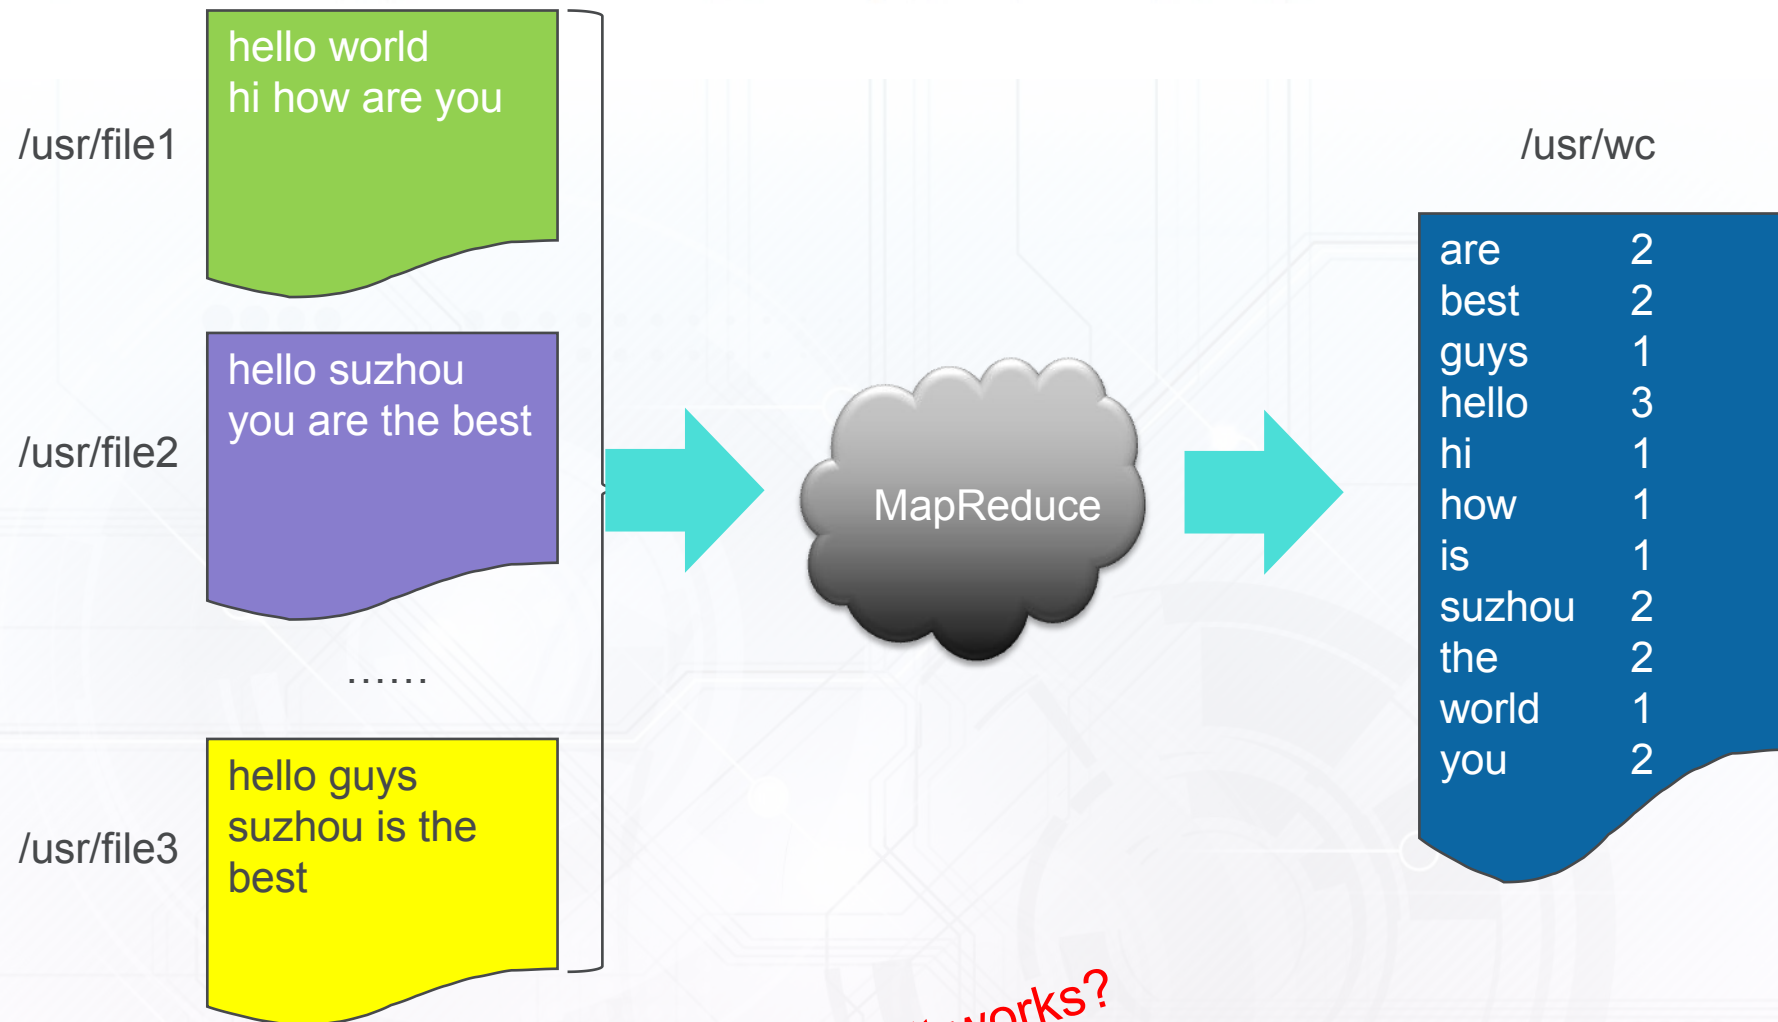 /usr/file1
hello world
hi how are you
/usr/file2
hello suzhou
you are the best
......
/usr/file3
hello guys
suzhou is the
best
MapReduce
/usr/wc
are 2
best 2
guys 1
hello 3
hi 1
how 1
is 1
suzhou 2
the 2
world 1
you 2
works?